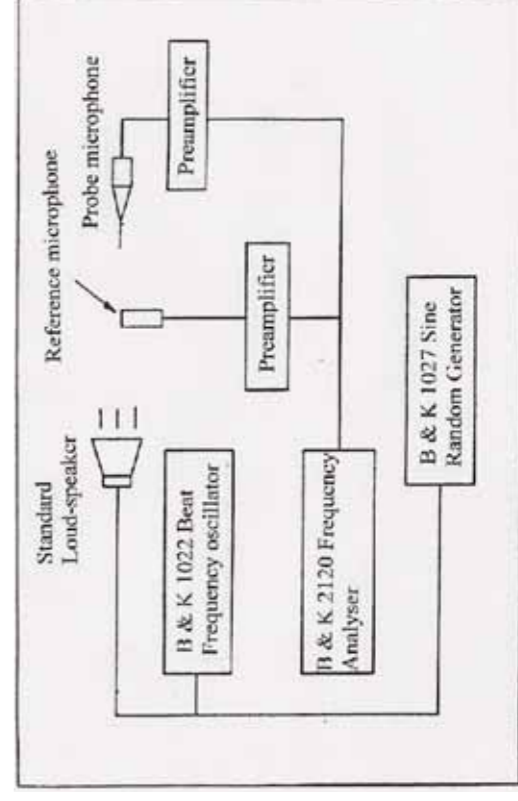 Standard
Loud-speaker
Reference microphone
Probe microphone
Preamplifier
Preamplifier
B & K 1022 Beat
Frequency oscillator
B & K 2120 Frequency
Analyser
B & K 1027 Sine
Random Generator